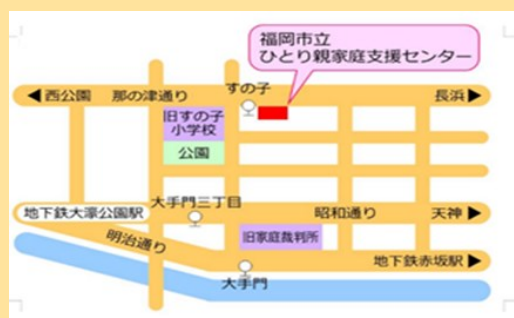 福岡市立
ひとり親家庭支援センター
◀西公園
那の津通り
すの子
長浜▶
旧すの子
小学校
公園
大手門三丁目
地下鉄大濠公園駅
昭和通り
天神▶
明治通り
旧家庭裁判所
地下鉄赤坂駅▶
大手門